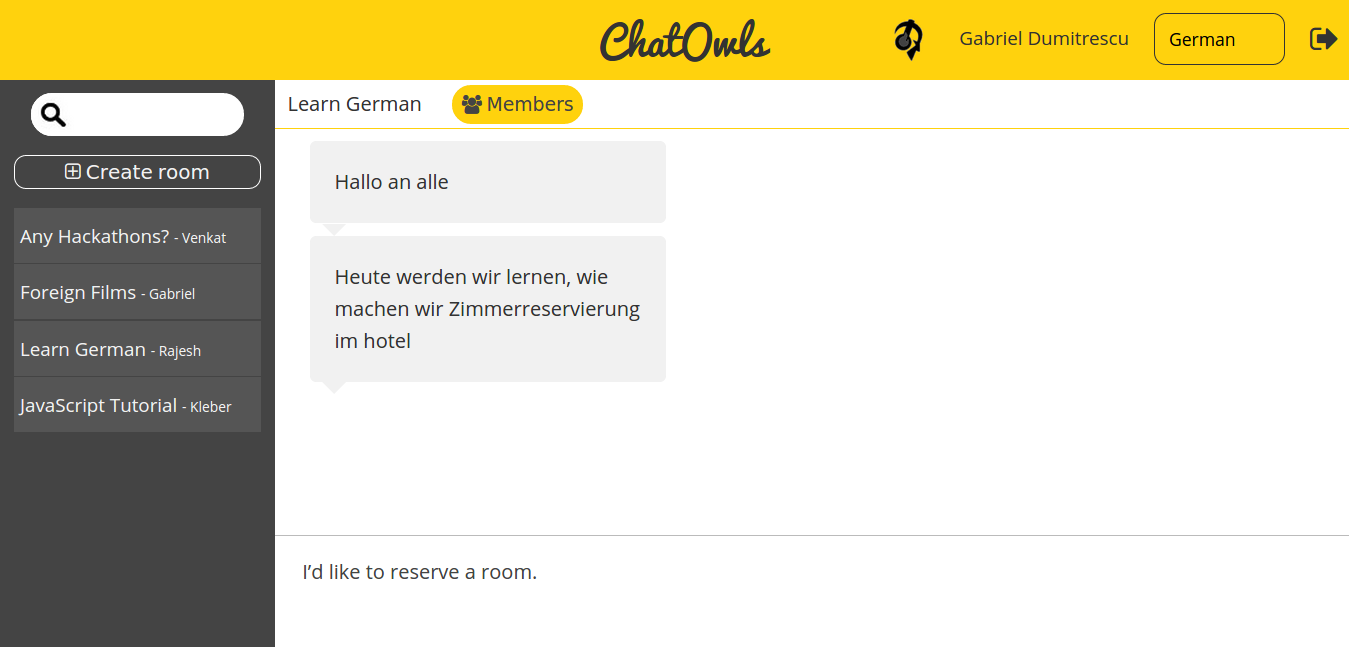 ChatOwls
Gabriel Dumitrescu
German
Create room
Any Hackathons? - Venkat
Foreign Films - Gabriel
Learn German - Rajesh
JavaScript Tutorial - Kleber
Learn German
Members
Hallo an alle
Heute werden wir lernen, wie
machen wir Zimmerreservierung
im hotel
I’d like to reserve a room.